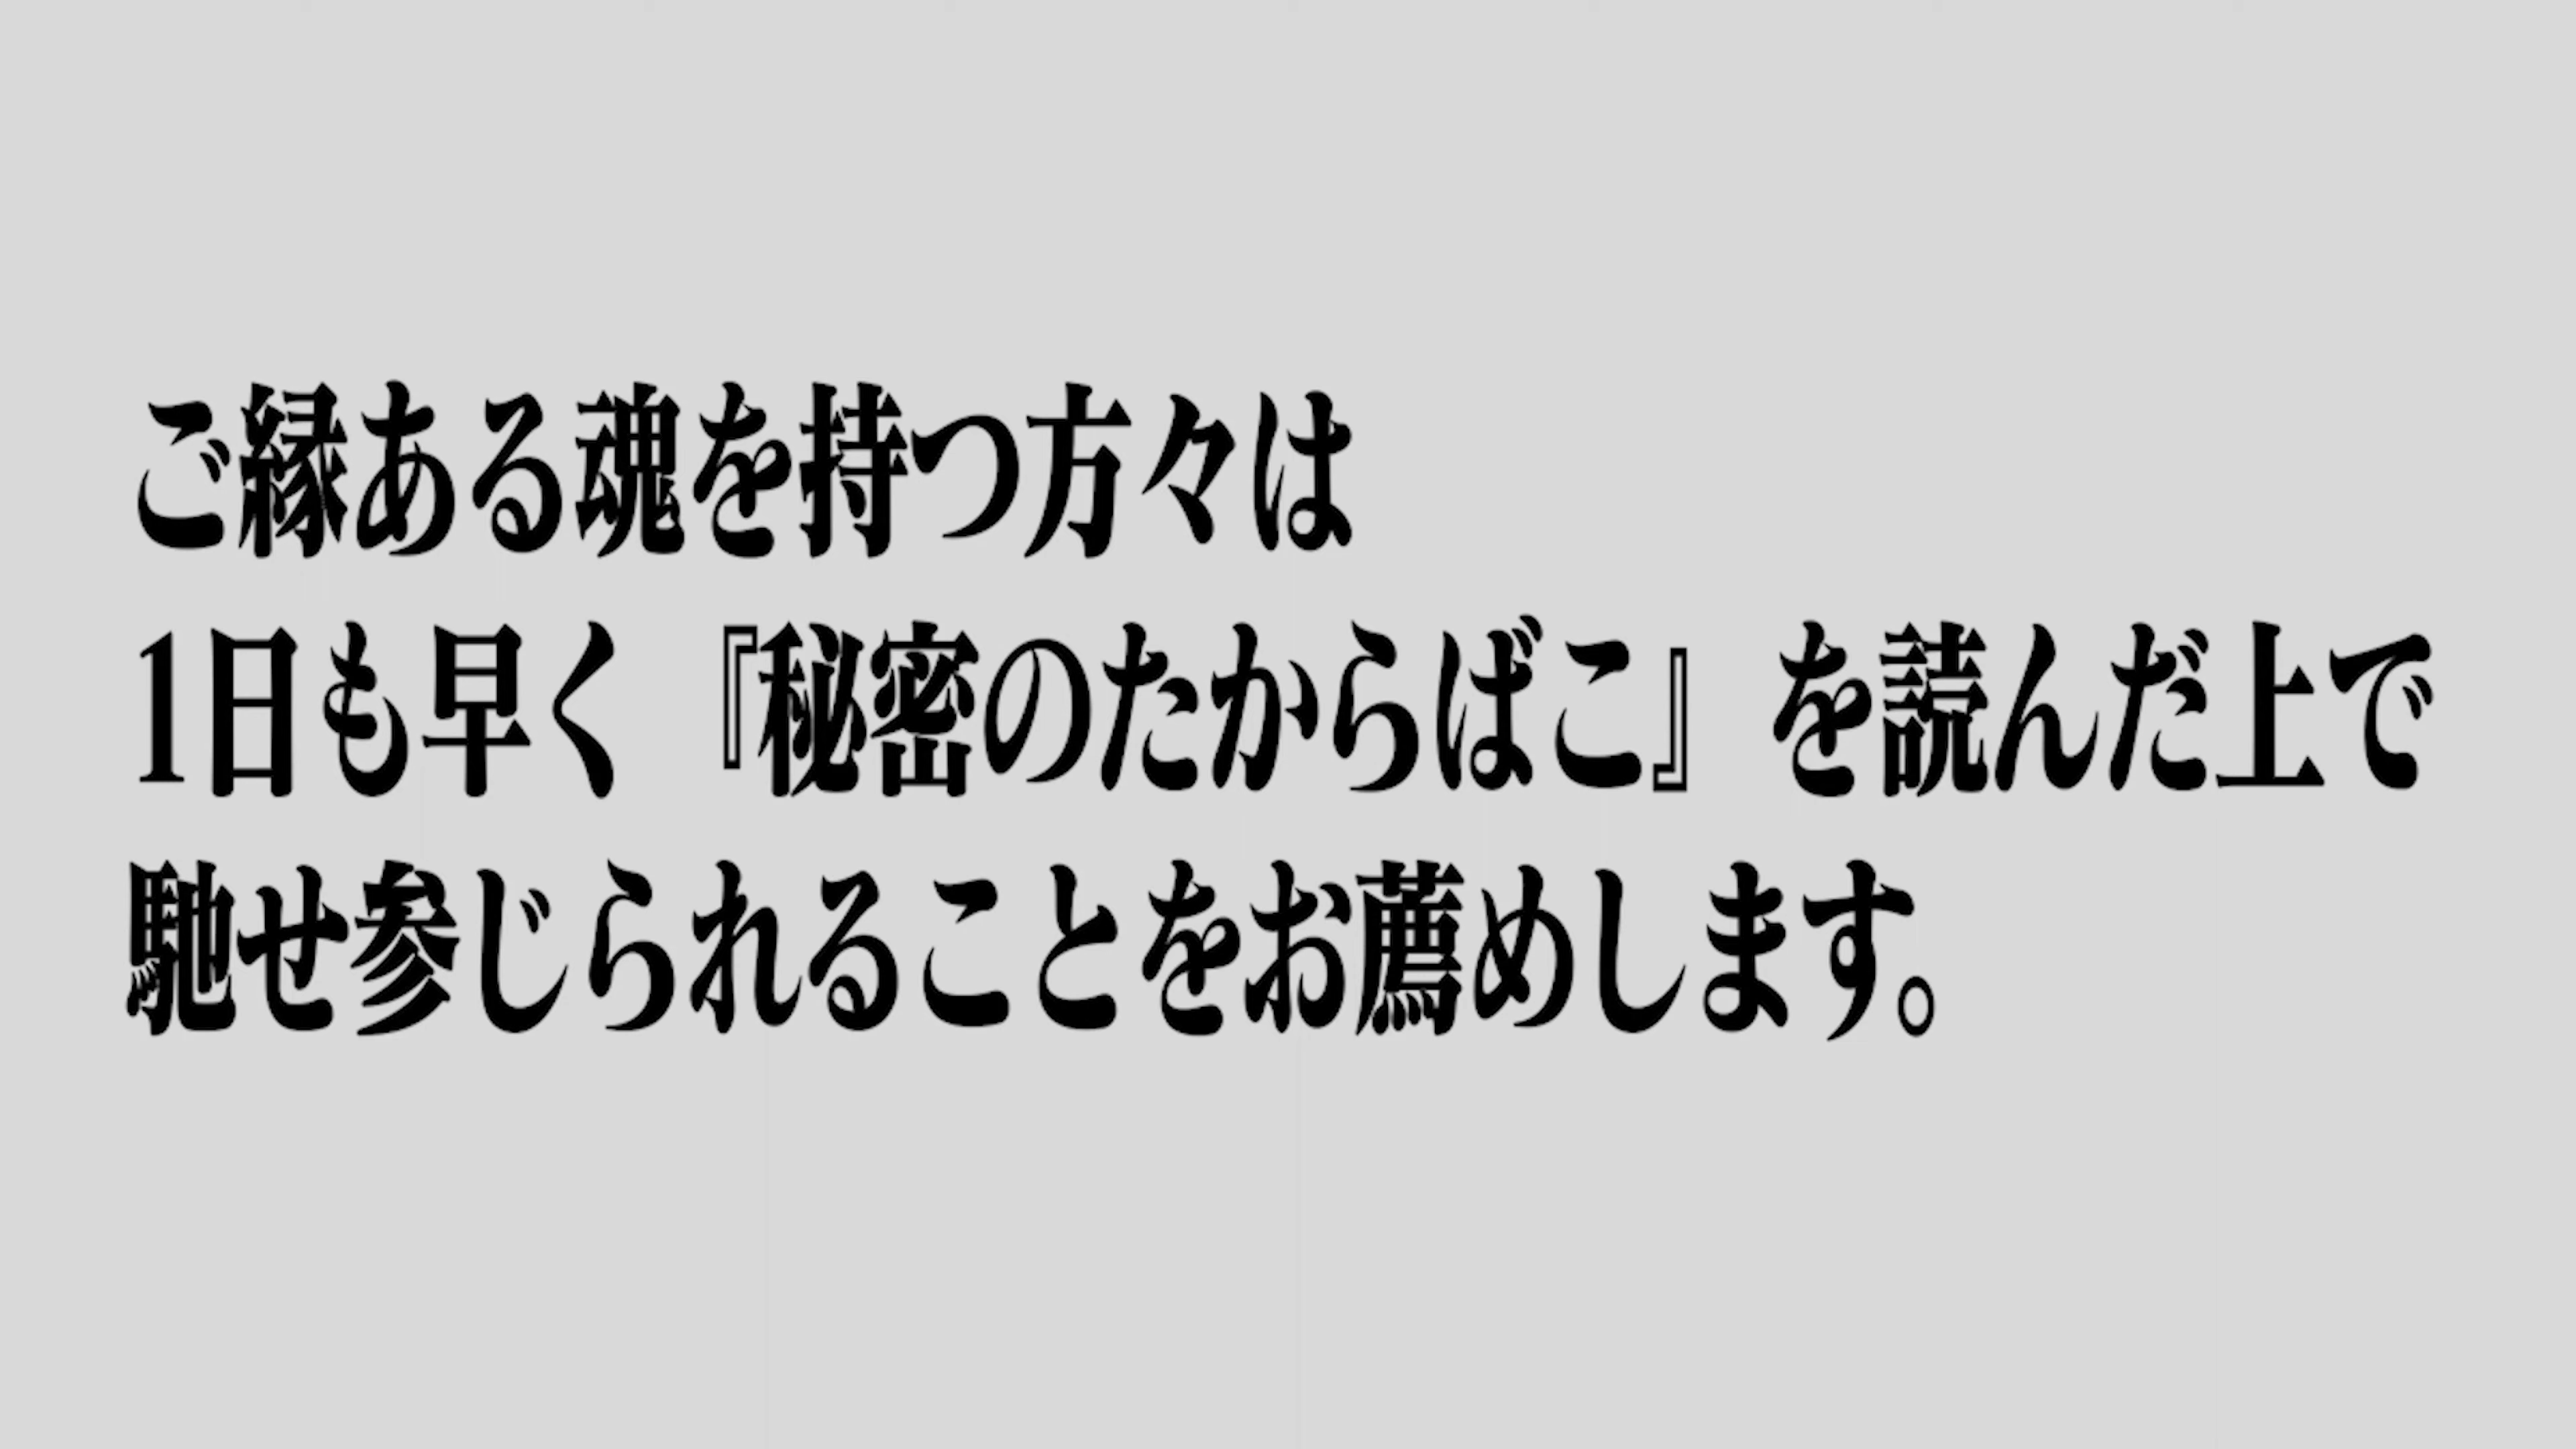 ご縁ある魂を持つ方々は
1日も早く『秘密のたからばこ』を読んだ上で
馳せ参じられることをお薦めします。